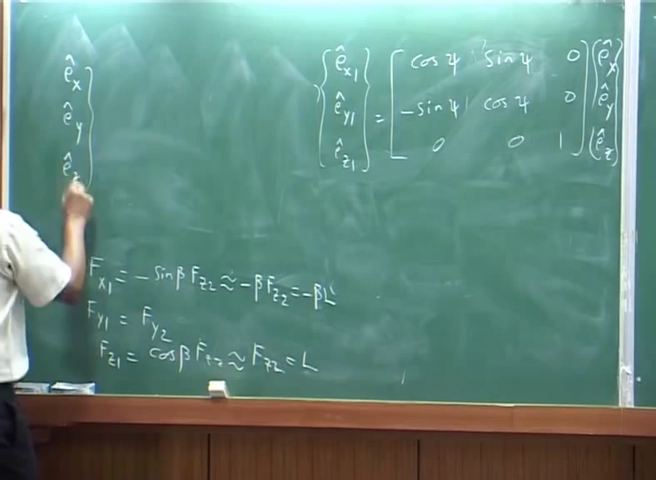 ê_x
ê_y
ê_z
{ê_x1 ê_y1 ê_z1} = [cos ψ sin ψ 0
-sin ψ cos ψ 0
0 0 1] {ê_x ê_y ê_z}
F_x1 = -sin β F_z2 ≈ -β F_z2 = -βL
F_y1 = F_y2
F_z1 = cos β F_z2 ≈ F_z2 = L